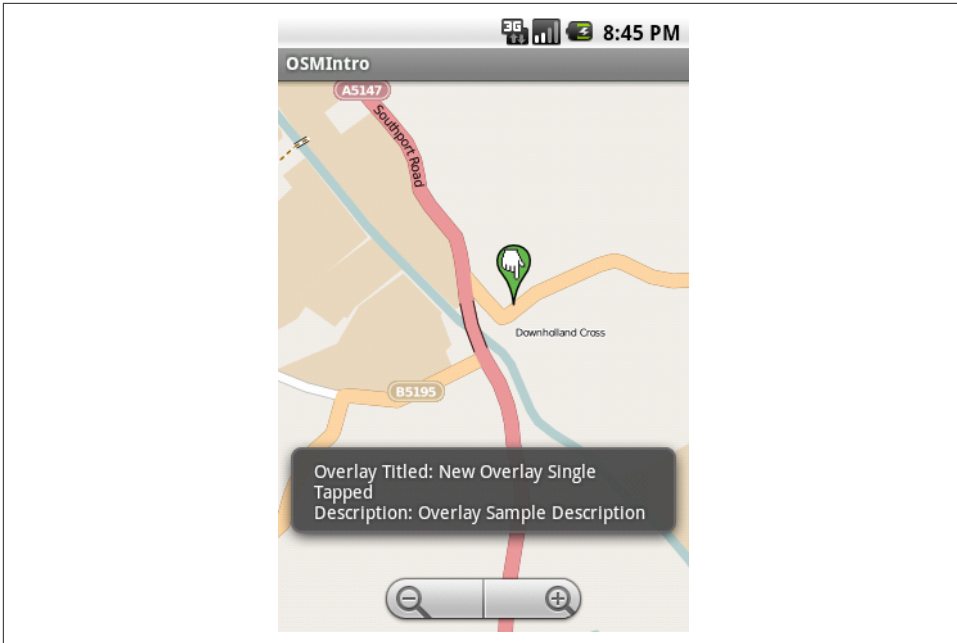 3G 8:45 PM
OSMIntro
A5147
Southport Road
Downholland Cross
B5195
Overlay Titled: New Overlay Single
Tapped
Description: Overlay Sample Description